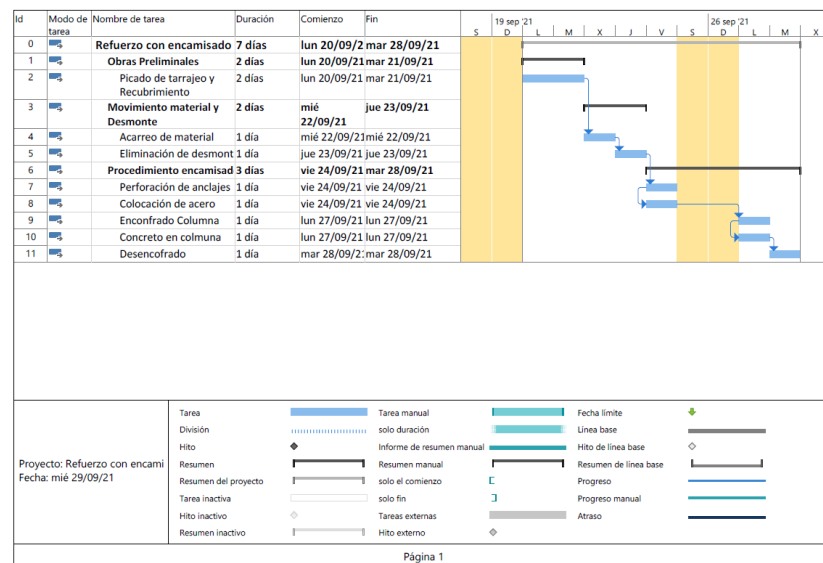 Id Modo de tarea Nombre de tarea Duración Comienzo Fin
19 sep '21 26 sep '21
S D L M X J V S D L M X
0 Refuerzo con encamisado 7 días lun 20/09/2 mar 28/09/21
1 Obras Preliminales 2 días lun 20/09/21 mar 21/09/21
2 Picado de tarrajeo y Recubrimiento 2 días lun 20/09/21 mar 21/09/21
3 Movimiento material y Desmonte 2 días mié 22/09/21 jue 23/09/21
4 Acarreo de material 1 día mié 22/09/21 mié 22/09/21
5 Eliminación de desmont 1 día jue 23/09/21 jue 23/09/21
6 Procedimiento encamisad 3 días vie 24/09/21 mar 28/09/21
7 Perforación de anclajes 1 día vie 24/09/21 vie 24/09/21
8 Colocación de acero 1 día vie 24/09/21 vie 24/09/21
9 Enconfrado Columna 1 día lun 27/09/21 lun 27/09/21
10 Concreto en colmuna 1 día lun 27/09/21 lun 27/09/21
11 Desencofrado 1 día mar 28/09/2 mar 28/09/21
Proyecto: Refuerzo con encami
Fecha: mié 29/09/21
Tarea
División
Hito
Resumen
Resumen del proyecto
Tarea inactiva
Hito inactivo
Resumen inactivo
Tarea manual
solo duración
Informe de resumen manual
Resumen manual
solo el comienzo
solo fin
Tareas externas
Hito externo
Fecha límite
Línea base
Hito de línea base
Resumen de línea base
Progreso
Progreso manual
Atraso
Página 1